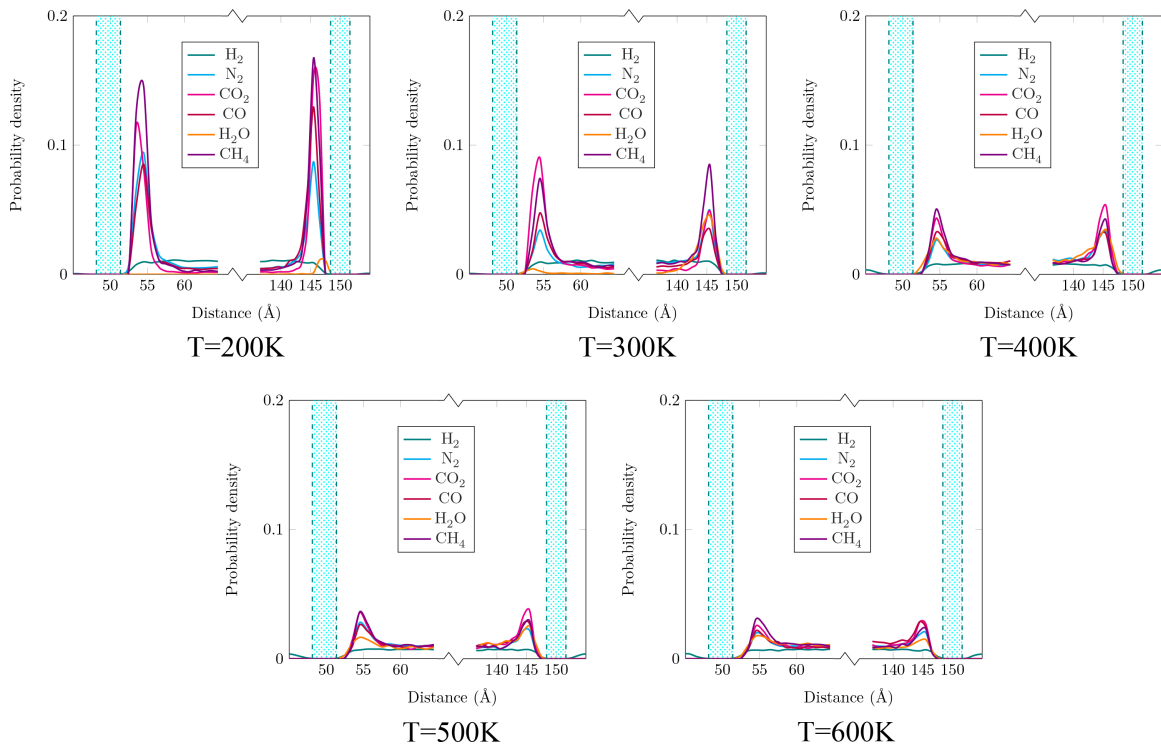 0.2
0.1
0
Probability density
H₂
N₂
CO₂
CO
H₂O
CH₄
50 55 60 140 145 150
Distance (Å)
T=200K
0.2
0.1
0
Probability density
H₂
N₂
CO₂
CO
H₂O
CH₄
50 55 60 140 145 150
Distance (Å)
T=300K
0.2
0.1
0
Probability density
H₂
N₂
CO₂
CO
H₂O
CH₄
50 55 60 140 145 150
Distance (Å)
T=400K
0.2
0.1
0
Probability density
H₂
N₂
CO₂
CO
H₂O
CH₄
50 55 60 140 145 150
Distance (Å)
T=500K
0.2
0.1
0
Probability density
H₂
N₂
CO₂
CO
H₂O
CH₄
50 55 60 140 145 150
Distance (Å)
T=600K